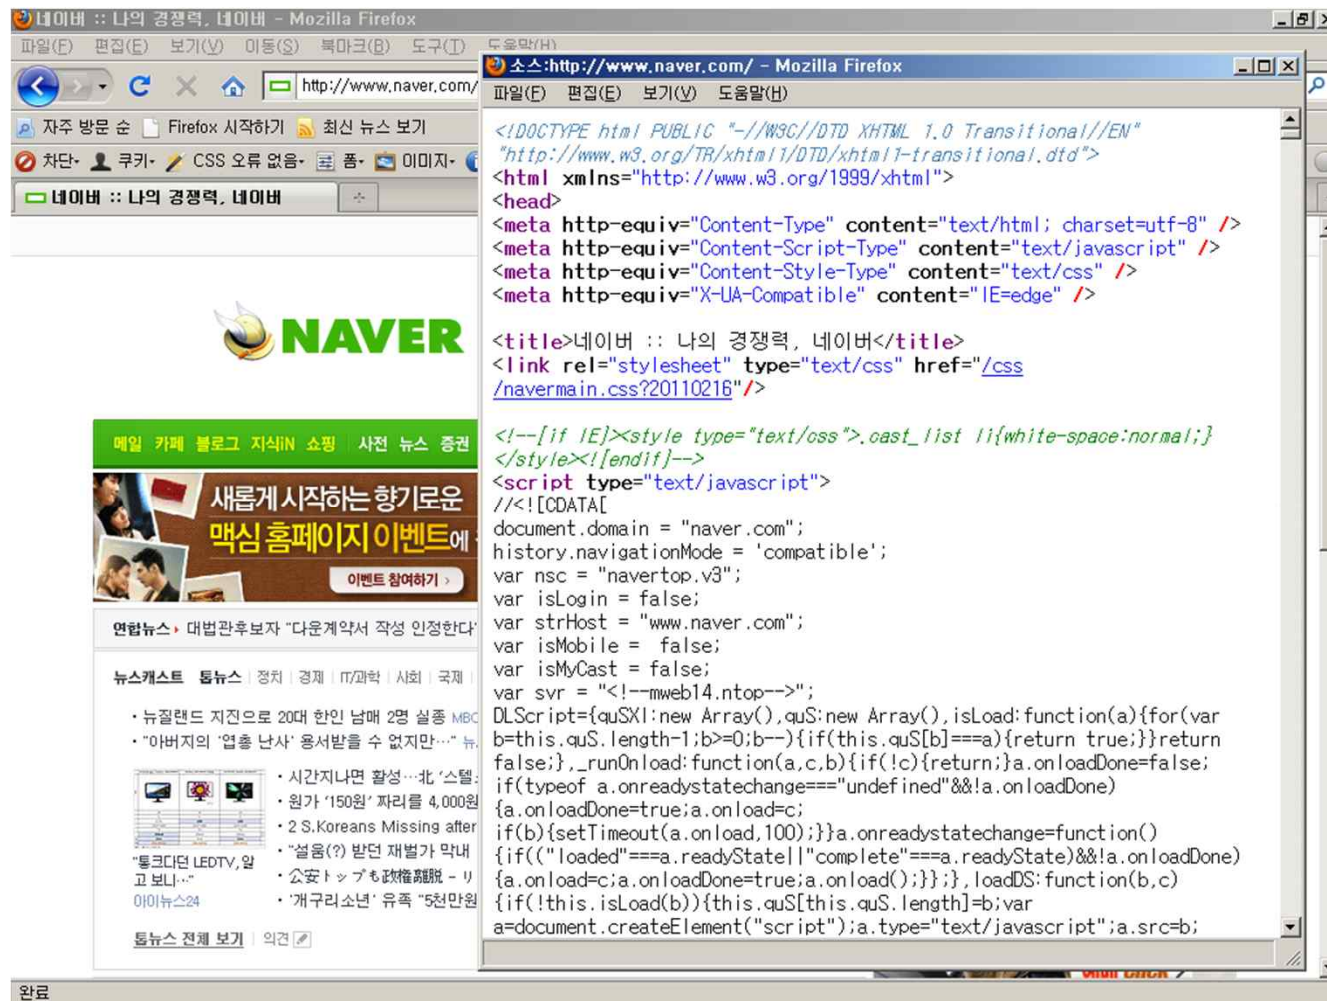 네이버 :: 나의 경쟁력, 네이버 - Mozilla Firefox
파일(F) 편집(E) 보기(V) 이동(S) 북마크(B) 도구(T) 도움말(H)
http://www.naver.com/
자주 방문 순 Firefox 시작하기 최신 뉴스 보기
차단 쿠키 CSS 오류 없음 폼 이미지
네이버 :: 나의 경쟁력, 네이버
NAVER
메일 카페 블로그 지식iN 쇼핑 사전 뉴스 증권
새롭게 시작하는 향기로운
맥심 홈페이지 이벤트에
이벤트 참여하기 >
연합뉴스 대법관후보자 "다운계약서 작성 인정한다"
뉴스캐스트 톱뉴스 정치 경제 IT/과학 사회 국제
· 뉴질랜드 지진으로 20대 한인 남매 2명 실종 MBC
· "아버지의 '엽총 난사' 용서받을 수 없지만…"
· 시간지나면 활성…北 '스텔
· 원가 '150원' 짜리를 4,000원
· 2 S.Koreans Missing after
· "설움(?) 받던 재벌가 막내
· 公安トップも政権離脱 - リ
· '개구리소년' 유족 "5천만원
"통크다던 LEDTV, 알
고 보니…"
아이뉴스24
톱뉴스 전체 보기 의견
완료
소스:http://www.naver.com/ - Mozilla Firefox
파일(F) 편집(E) 보기(V) 도움말(H)
<!DOCTYPE html PUBLIC "-//W3C//DTD XHTML 1.0 Transitional//EN"
"http://www.w3.org/TR/xhtml1/DTD/xhtml1-transitional.dtd">
<html xmlns="http://www.w3.org/1999/xhtml">
<head>
<meta http-equiv="Content-Type" content="text/html; charset=utf-8" />
<meta http-equiv="Content-Script-Type" content="text/javascript" />
<meta http-equiv="Content-Style-Type" content="text/css" />
<meta http-equiv="X-UA-Compatible" content="IE=edge" />
<title>네이버 :: 나의 경쟁력, 네이버</title>
<link rel="stylesheet" type="text/css" href="/css
/navermain.css?20110216"/>
<!--[if IE]><style type="text/css">.cast_list li{white-space:normal;}
</style><![endif]-->
<script type="text/javascript">
//<![CDATA[
document.domain = "naver.com";
history.navigationMode = 'compatible';
var nsc = "navertop.v3";
var isLogin = false;
var strHost = "www.naver.com";
var isMobile =  false;
var isMyCast = false;
var svr = "<!--mweb14.ntop-->";
DLScript={quSXI:new Array(),quS:new Array(),isLoad:function(a){for(var
b=this.quS.length-1;b>=0;b--){if(this.quS[b]===a){return true;}}return
false;},_runOnload:function(a,c,b){if(!c){return;}a.onloadDone=false;
if(typeof a.onreadystatechange==="undefined"&&!a.onloadDone)
{a.onloadDone=true;a.onload=c;
if(b){setTimeout(a.onload,100);}}a.onreadystatechange=function()
{if(("loaded"===a.readyState||"complete"===a.readyState)&&!a.onloadDone)
{a.onload=c;a.onloadDone=true;a.onload();}};},loadDS:function(b,c)
{if(!this.isLoad(b)){this.quS[this.quS.length]=b;var
a=document.createElement("script");a.type="text/javascript";a.src=b;